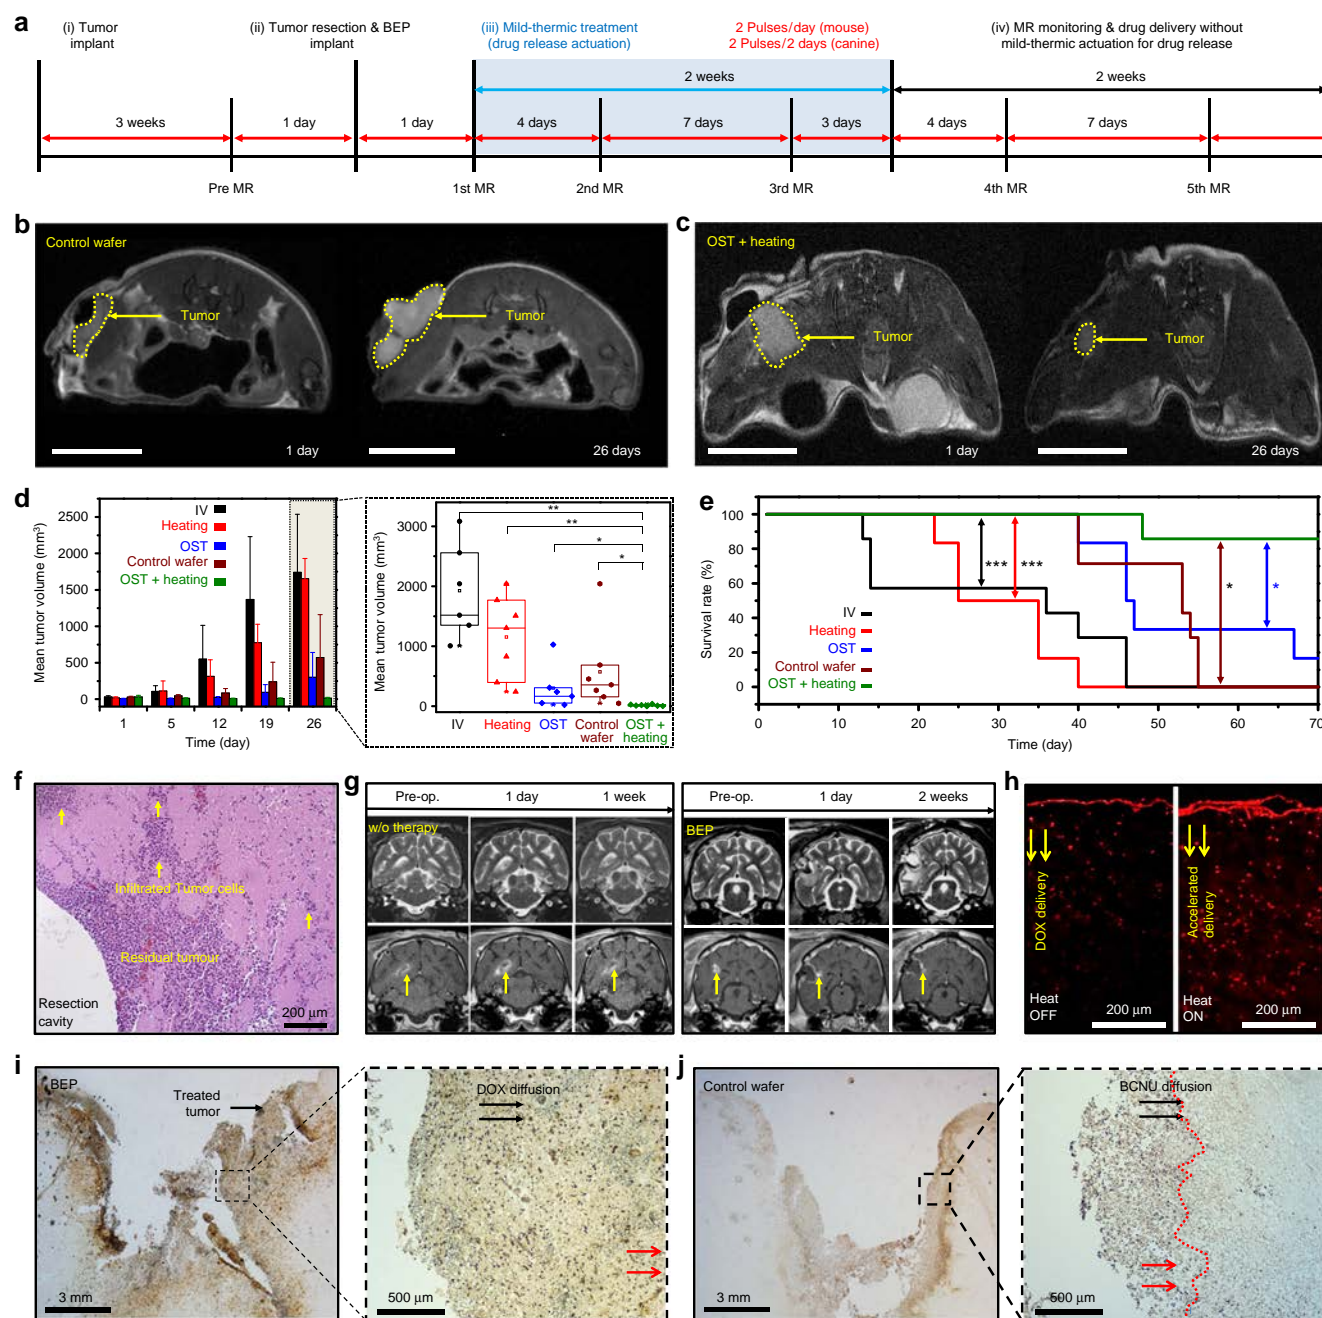 a
(i) Tumor
implant
(ii) Tumor resection & BEP
implant
(iii) Mild-thermic treatment
(drug release actuation)
2 Pulses/day (mouse)
2 Pulses/2 days (canine)
(iv) MR monitoring & drug delivery without
mild-thermic actuation for drug release
2 weeks
2 weeks
3 weeks
1 day
1 day
4 days
7 days
3 days
4 days
7 days
Pre MR
1st MR
2nd MR
3rd MR
4th MR
5th MR
b
Control wafer
Tumor
Tumor
1 day
26 days
c
OST + heating
Tumor
Tumor
1 day
26 days
d
Mean tumor volume (mm³)
2500
2000
1500
1000
500
0
IV
Heating
OST
Control wafer
OST + heating
1
5
12
19
26
Time (day)
Mean tumor volume (mm³)
3000
2000
1000
0
**
**
*
*
IV
Heating
OST
Control
wafer
OST +
heating
e
Survival rate (%)
100
80
60
40
20
0
***
***
*
*
IV
Heating
OST
Control wafer
OST + heating
0
10
20
30
40
50
60
70
Time (day)
f
Infiltrated Tumor cells
Residual tumour
Resection
cavity
200 µm
g
Pre-op.
1 day
1 week
w/o therapy
Pre-op.
1 day
2 weeks
BEP
h
DOX delivery
Accelerated
delivery
Heat
OFF
200 µm
Heat
ON
200 µm
i
BEP
Treated
tumor
3 mm
DOX diffusion
500 µm
j
Control wafer
3 mm
BCNU diffusion
500 µm